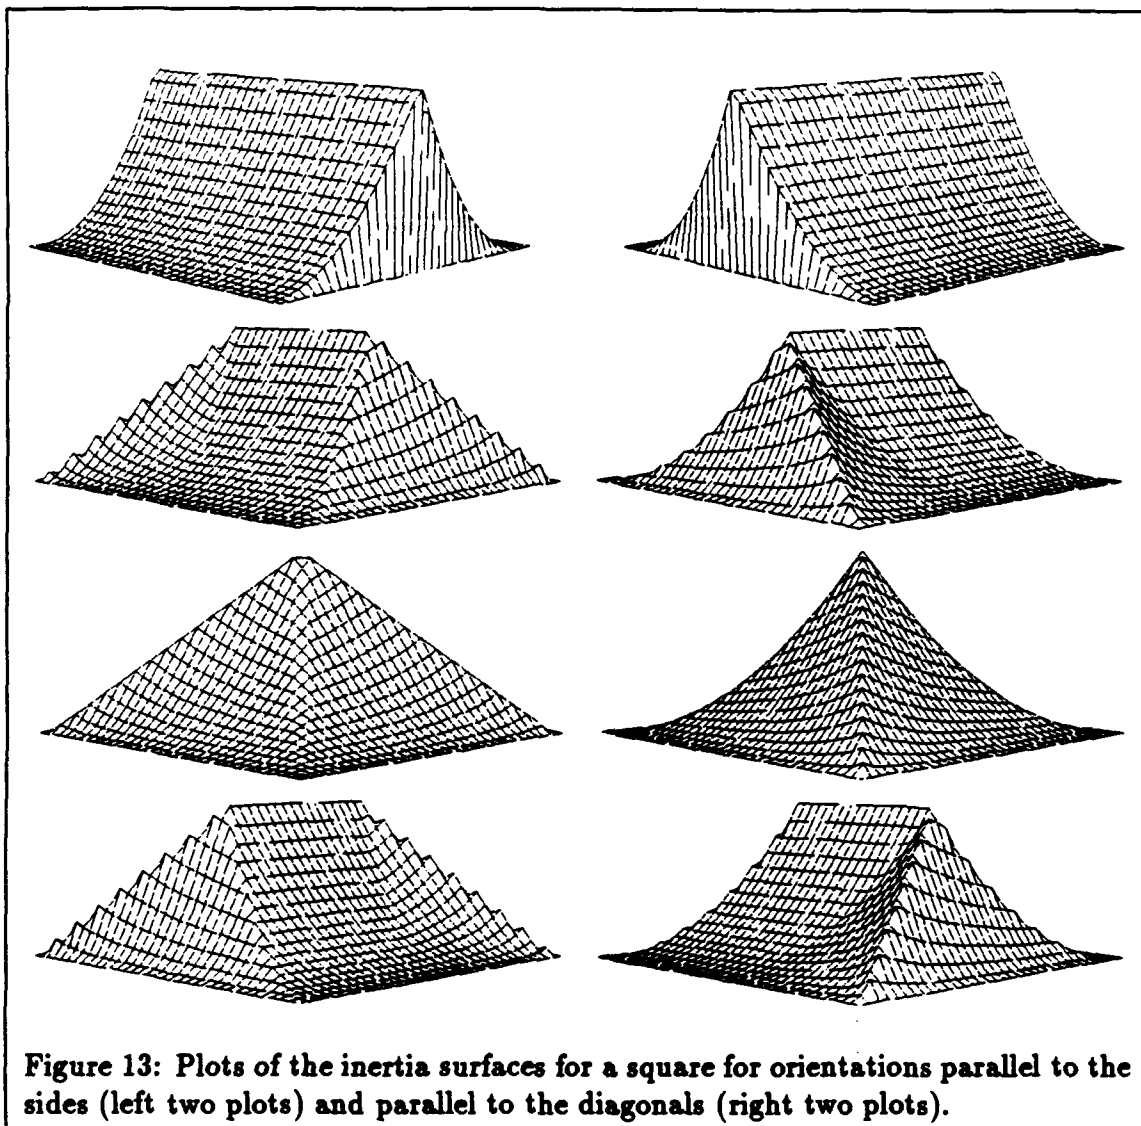 Figure 13: Plots of the inertia surfaces for a square for orientations parallel to the
sides (left two plots) and parallel to the diagonals (right two plots).